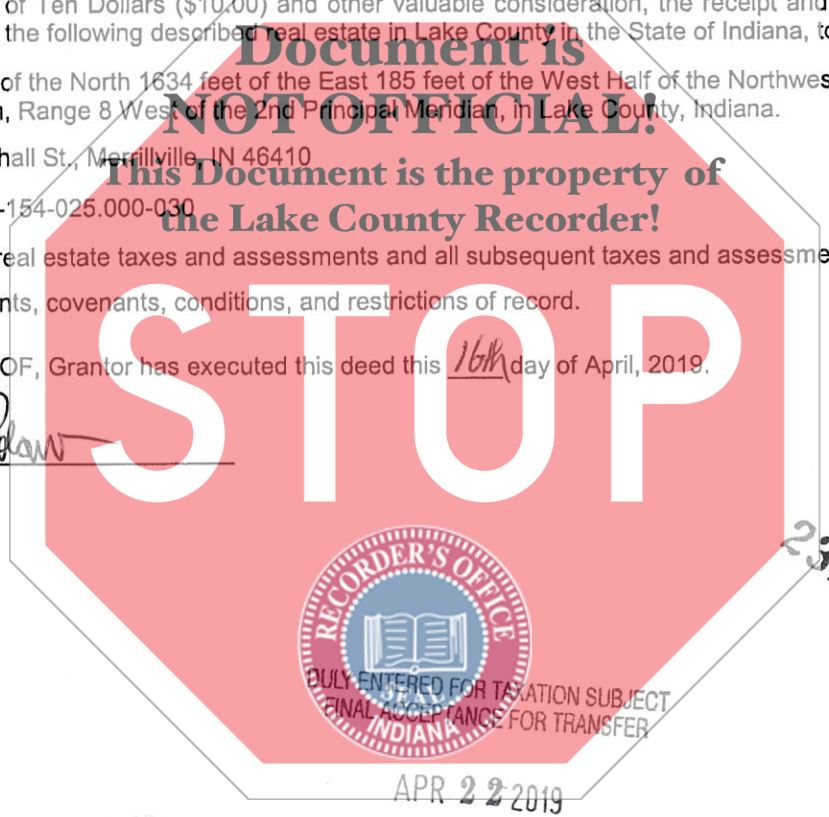 of Ten Dollars ($10.00) and other valuable consideration, the receipt and
the following described real estate in Lake County in the State of Indiana, to
Document is
of the North 1634 feet of the East 185 feet of the West Half of the Northwes
NOT OFFICIAL!
, Range 8 West of the 2nd Principal Meridian, in Lake County, Indiana.
hall St., Merrillville, IN 46410
This Document is the property of
-154-025.000-030
the Lake County Recorder!
real estate taxes and assessments and all subsequent taxes and assessme
nts, covenants, conditions, and restrictions of record.
STOP
OF, Grantor has executed this deed this 16th day of April, 2019.
RECORDER'S OFFICE
SEAL
INDIANA
DULY ENTERED FOR TAXATION SUBJECT
FINAL ACCEPTANCE FOR TRANSFER
APR 22 2019